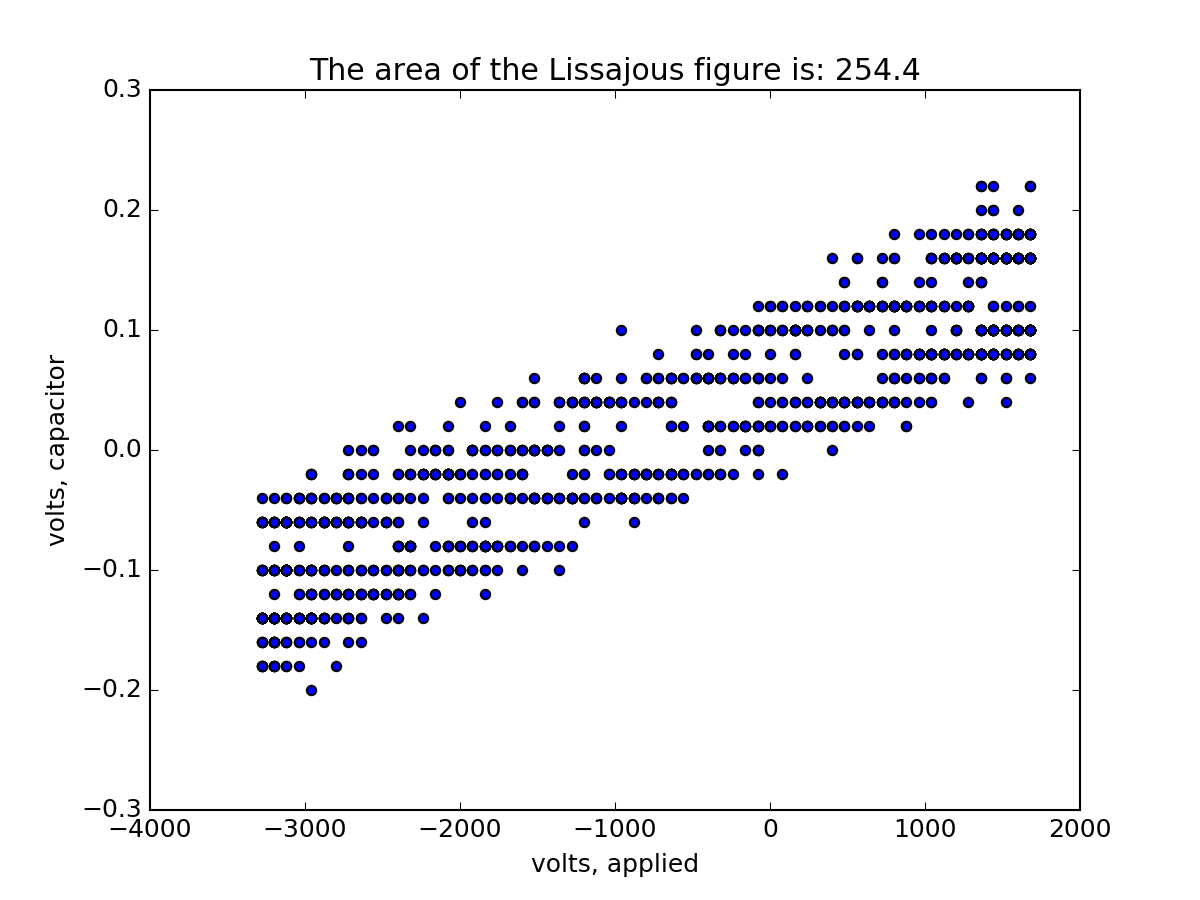 The area of the Lissajous figure is: 254.4
0.3
0.2
0.1
0.0
−0.1
−0.2
−0.3
volts, capacitor
−4000 −3000 −2000 −1000 0 1000 2000
volts, applied